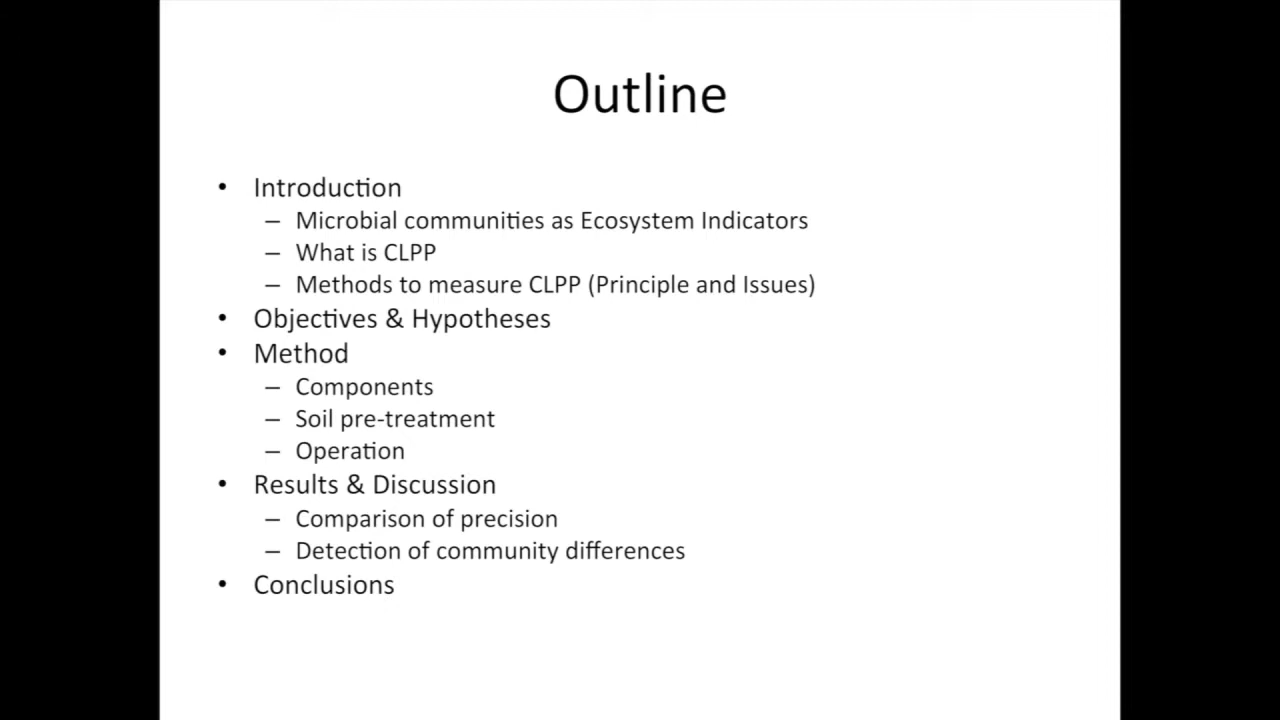 Outline
• Introduction
– Microbial communities as Ecosystem Indicators
– What is CLPP
– Methods to measure CLPP (Principle and Issues)
• Objectives & Hypotheses
• Method
– Components
– Soil pre-treatment
– Operation
• Results & Discussion
– Comparison of precision
– Detection of community differences
• Conclusions